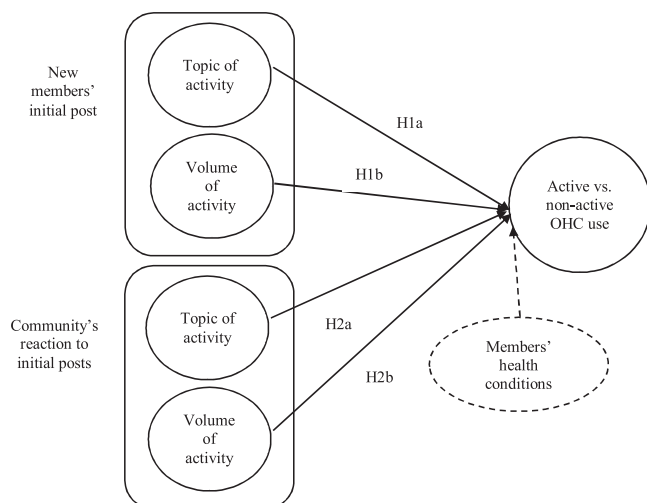 New
members'
initial post
Topic of
activity
Volume
of
activity
H1a
H1b
Active vs.
non-active
OHC use
Community's
reaction to
initial posts
Topic of
activity
Volume of
activity
H2a
H2b
Members'
health
conditions